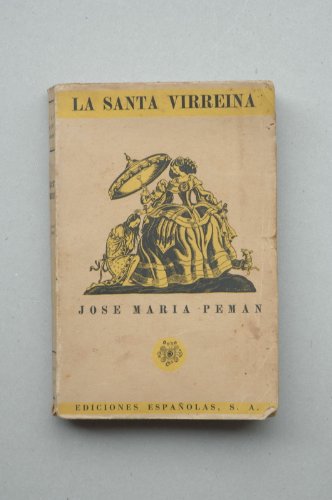 LA SANTA VIRREINA
JOSE MARIA PEMAN
EDICIONES ESPAÑOLAS, S. A.